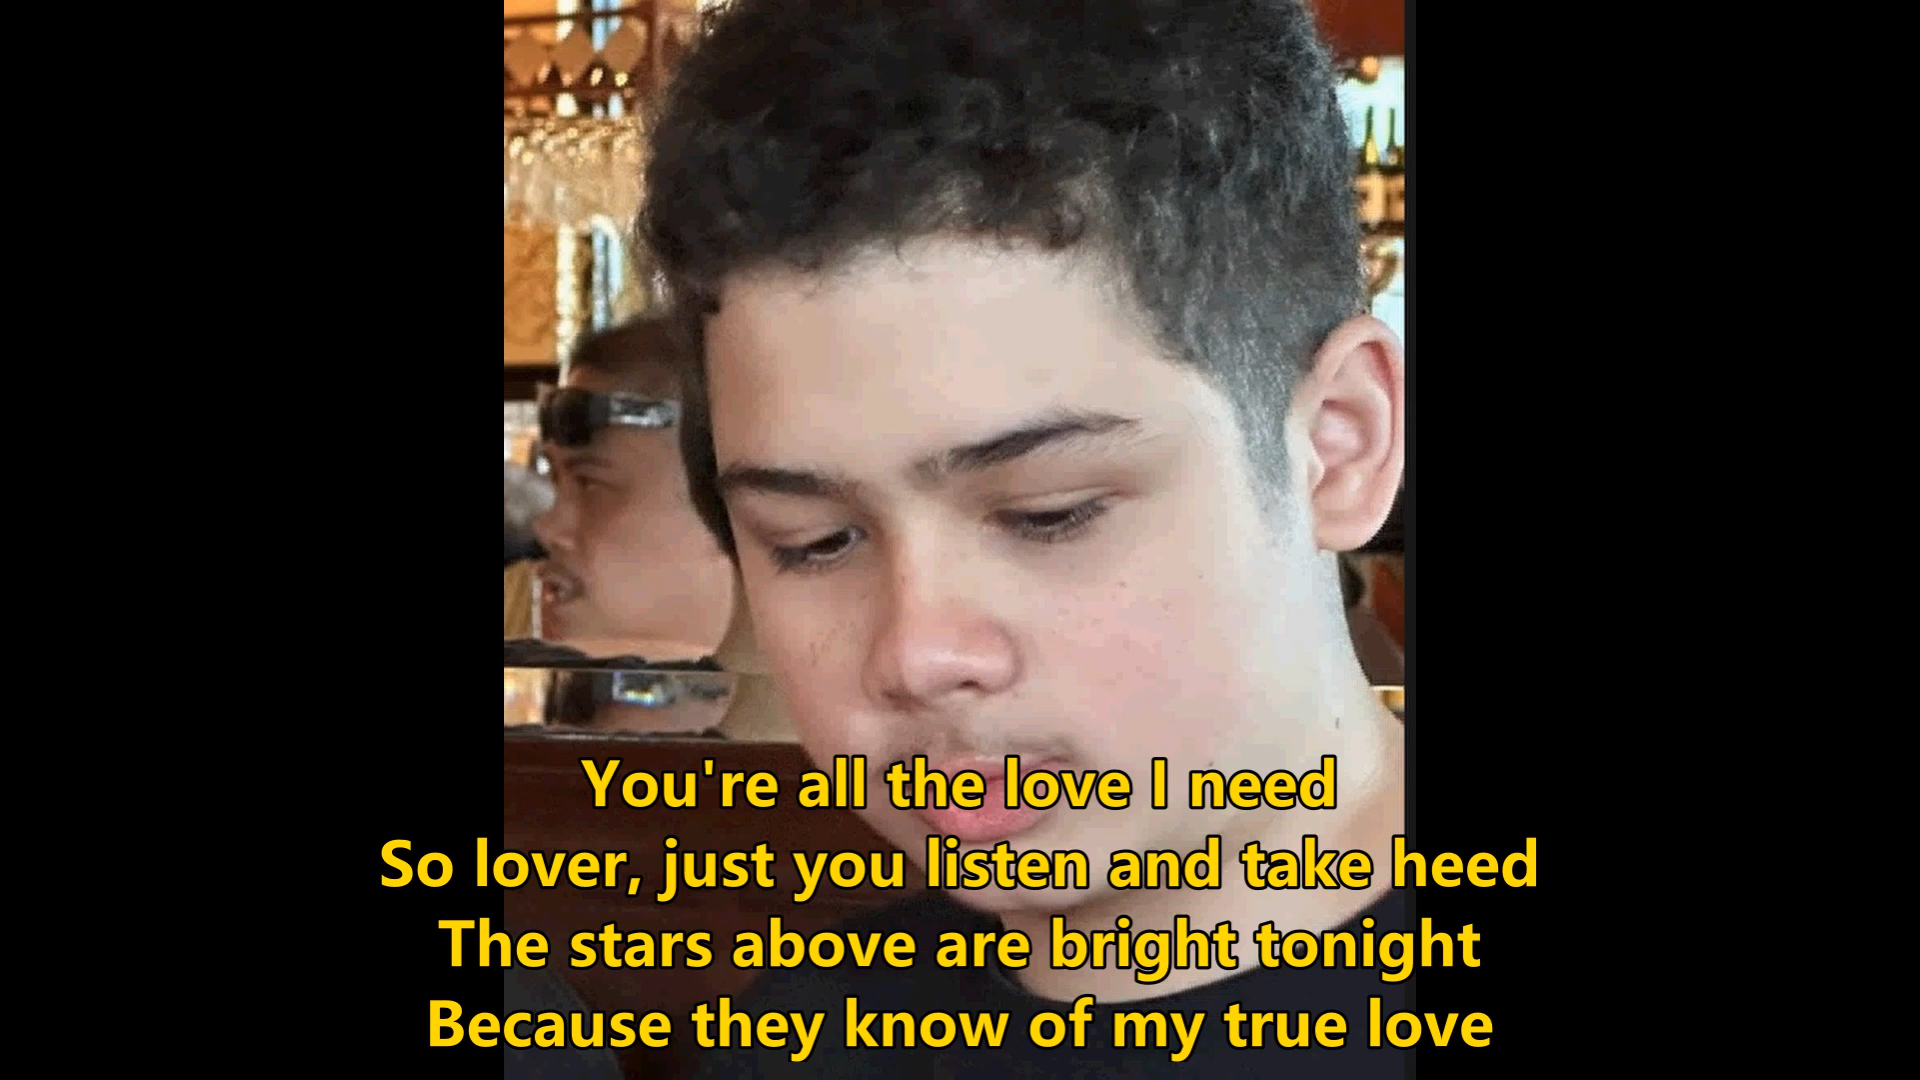 You're all the love I need
So lover, just you listen and take heed
The stars above are bright tonight
Because they know of my true love